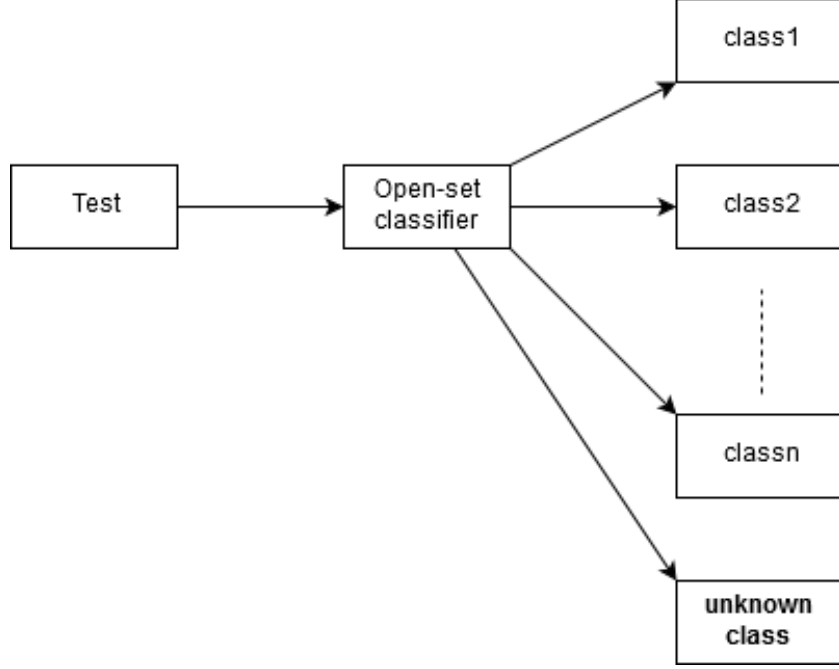 class1
Test
Open-set
classifier
class2
classn
unknown
class